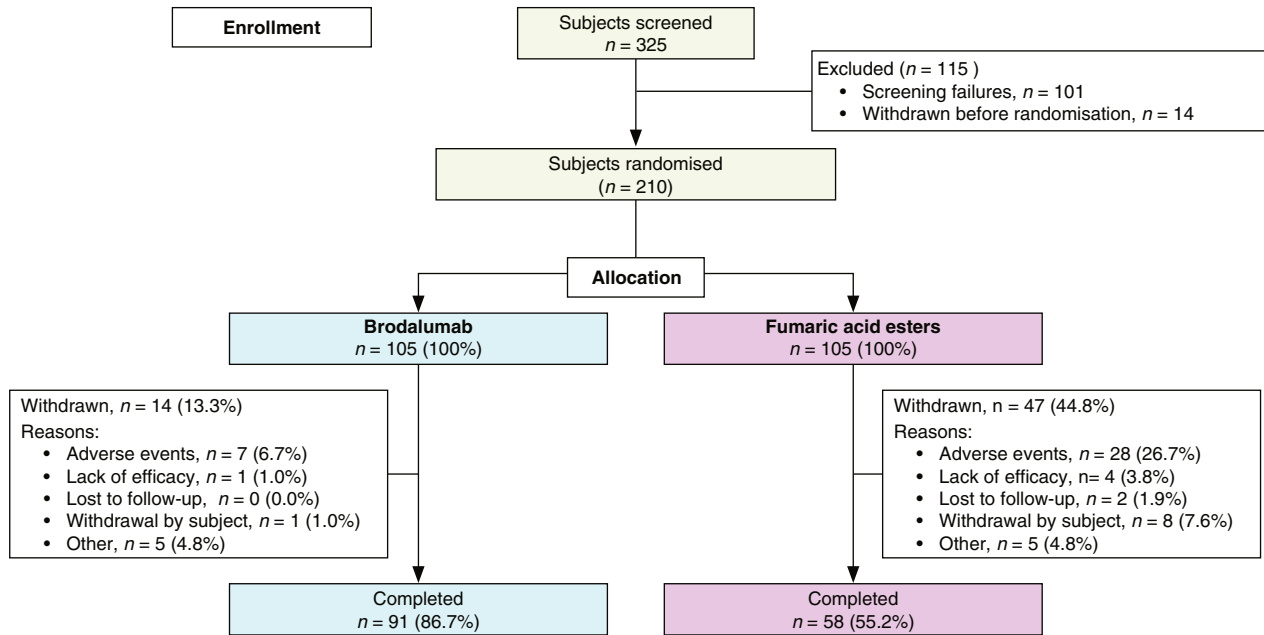 Enrollment
Subjects screened
n = 325
Excluded (n = 115 )
• Screening failures, n = 101
• Withdrawn before randomisation, n = 14
Subjects randomised
(n = 210)
Allocation
Brodalumab
n = 105 (100%)
Fumaric acid esters
n = 105 (100%)
Withdrawn, n = 14 (13.3%)
Reasons:
• Adverse events, n = 7 (6.7%)
• Lack of efficacy, n = 1 (1.0%)
• Lost to follow-up, n = 0 (0.0%)
• Withdrawal by subject, n = 1 (1.0%)
• Other, n = 5 (4.8%)
Withdrawn, n = 47 (44.8%)
Reasons:
• Adverse events, n = 28 (26.7%)
• Lack of efficacy, n= 4 (3.8%)
• Lost to follow-up, n = 2 (1.9%)
• Withdrawal by subject, n = 8 (7.6%)
• Other, n = 5 (4.8%)
Completed
n = 91 (86.7%)
Completed
n = 58 (55.2%)